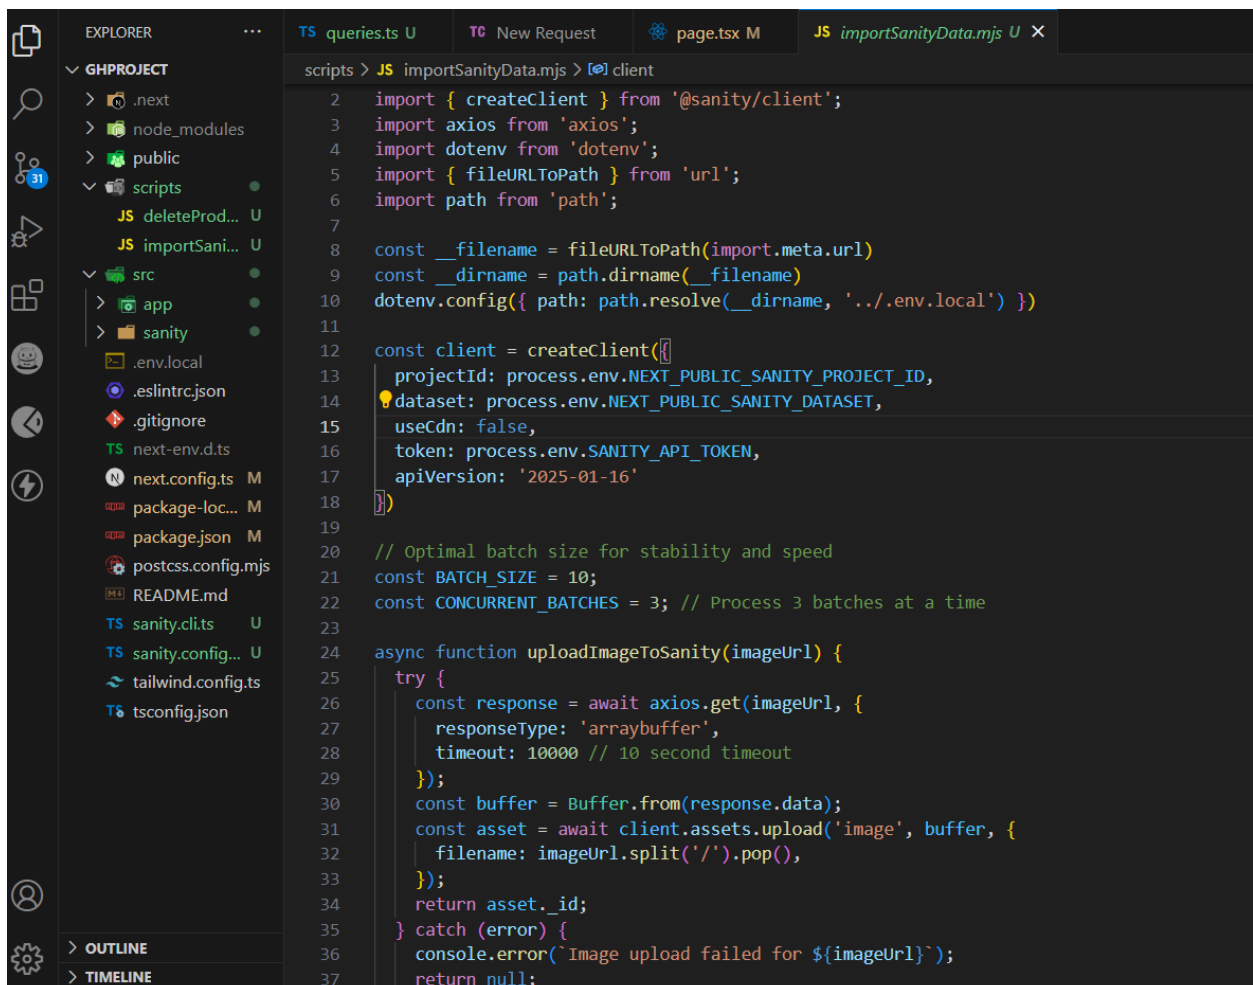 EXPLORER ...
GHPROJECT
.next
node_modules
public
scripts
JS deleteProd... U
JS importSani... U
src
app
sanity
.env.local
.eslintrc.json
.gitignore
TS next-env.d.ts
N next.config.ts M
npm package-loc... M
npm package.json M
postcss.config.mjs
M↓ README.md
TS sanity.cli.ts U
TS sanity.config... U
tailwind.config.ts
TS tsconfig.json
OUTLINE
TIMELINE
31
TS queries.ts U
TC New Request
page.tsx M
JS importSanityData.mjs U ×
scripts > JS importSanityData.mjs > client
2 import { createClient } from '@sanity/client';
3 import axios from 'axios';
4 import dotenv from 'dotenv';
5 import { fileURLToPath } from 'url';
6 import path from 'path';
7
8 const __filename = fileURLToPath(import.meta.url)
9 const __dirname = path.dirname(__filename)
10 dotenv.config({ path: path.resolve(__dirname, '../.env.local') })
11
12 const client = createClient({
13 projectId: process.env.NEXT_PUBLIC_SANITY_PROJECT_ID,
14 dataset: process.env.NEXT_PUBLIC_SANITY_DATASET,
15 useCdn: false,
16 token: process.env.SANITY_API_TOKEN,
17 apiVersion: '2025-01-16'
18 })
19
20 // Optimal batch size for stability and speed
21 const BATCH_SIZE = 10;
22 const CONCURRENT_BATCHES = 3; // Process 3 batches at a time
23
24 async function uploadImageToSanity(imageUrl) {
25 try {
26 const response = await axios.get(imageUrl, {
27 responseType: 'arraybuffer',
28 timeout: 10000 // 10 second timeout
29 });
30 const buffer = Buffer.from(response.data);
31 const asset = await client.assets.upload('image', buffer, {
32 filename: imageUrl.split('/').pop(),
33 });
34 return asset._id;
35 } catch (error) {
36 console.error(`Image upload failed for ${imageUrl}`);
37 return null;